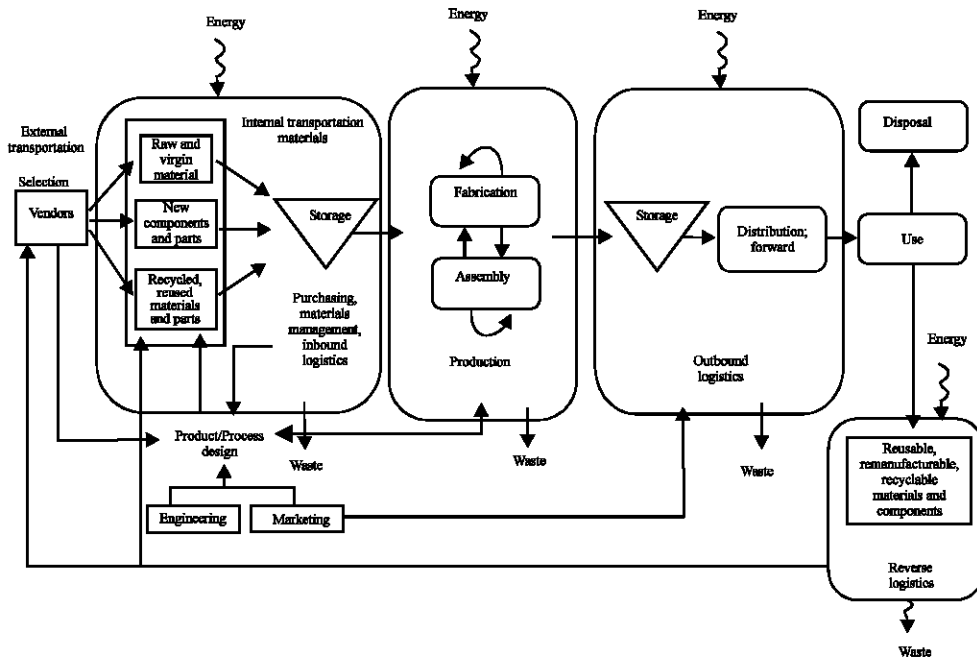 Energy
Energy
Energy
External
transportation
Selection
Vendors
Internal transportation
materials
Raw and
virgin
material
New
components
and parts
Recycled,
reused
materials
and parts
Storage
Purchasing,
materials
management,
inbound
logistics
Fabrication
Assembly
Production
Storage
Distribution;
forward
Outbound
logistics
Disposal
Use
Energy
Reusable,
remanufacturable,
recyclable
materials and
components
Reverse
logistics
Waste
Product/Process
design
Waste
Waste
Waste
Engineering
Marketing